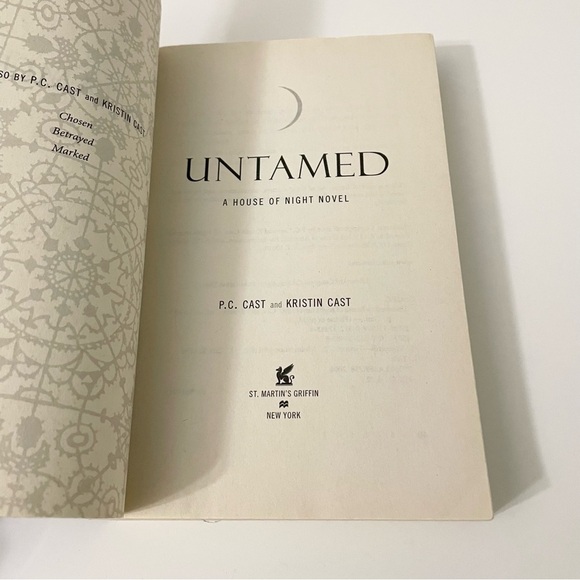 SO BY P.C. CAST and KRISTIN CAST
Chosen
Betrayed
Marked
UNTAMED
A HOUSE OF NIGHT NOVEL
P.C. CAST and KRISTIN CAST
ST. MARTIN'S GRIFFIN
NEW YORK